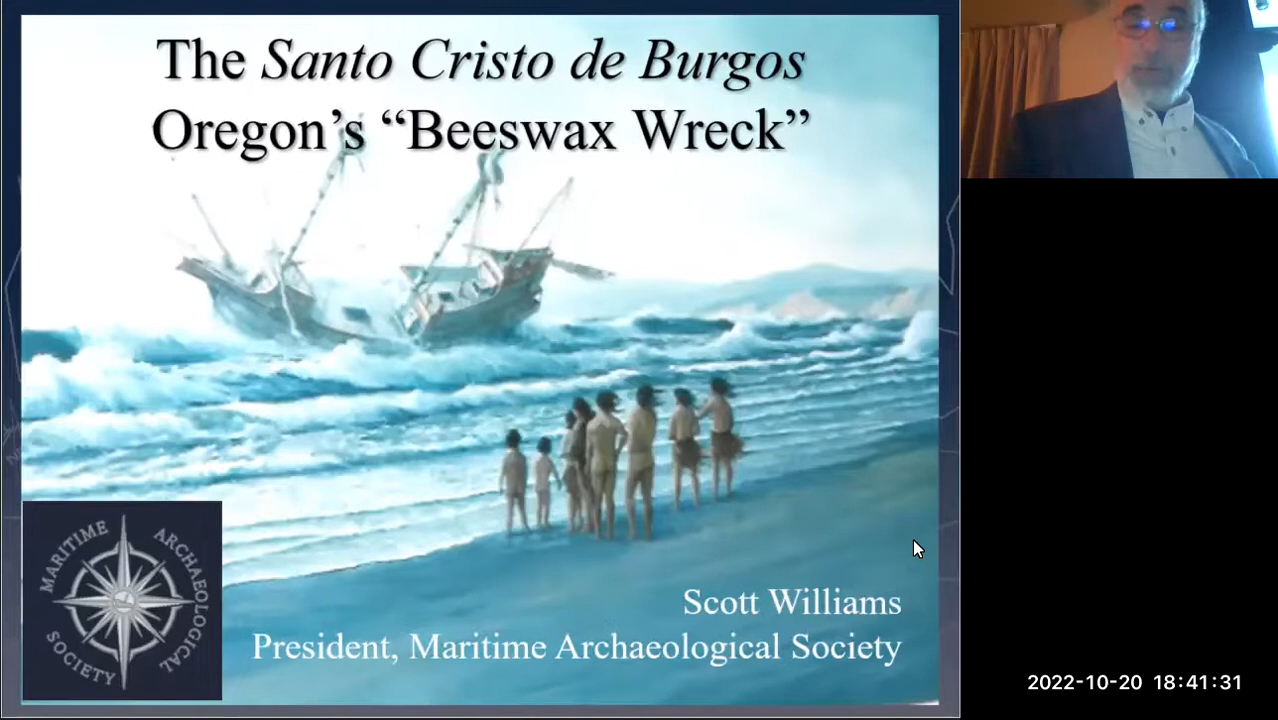 The Santo Cristo de Burgos
Oregon’s “Beeswax Wreck”
MARITIME ARCHAEOLOGICAL
SOCIETY
Scott Williams
President, Maritime Archaeological Society
2022-10-20 18:41:31